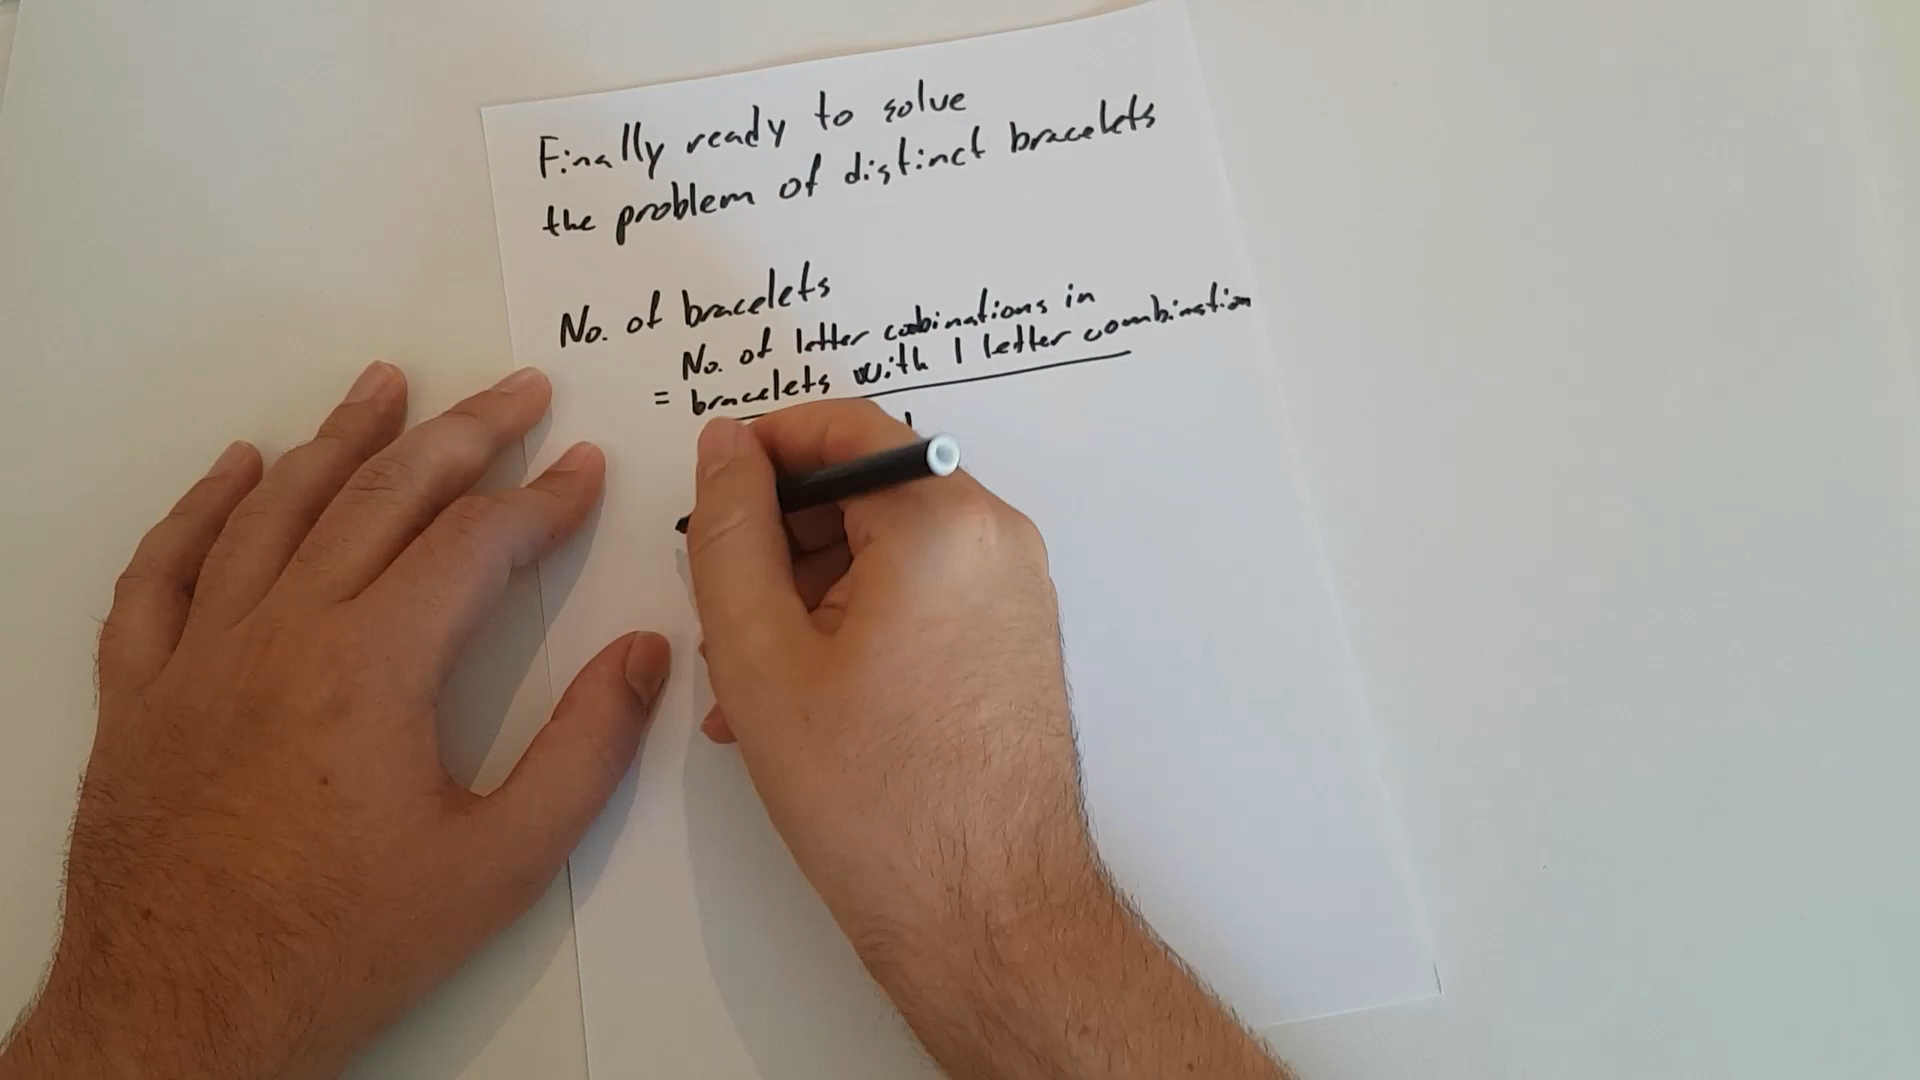 Finally ready to solve
the problem of distinct bracelets
No. of bracelets
No. of letter cobinations in
= bracelets with 1 letter combination